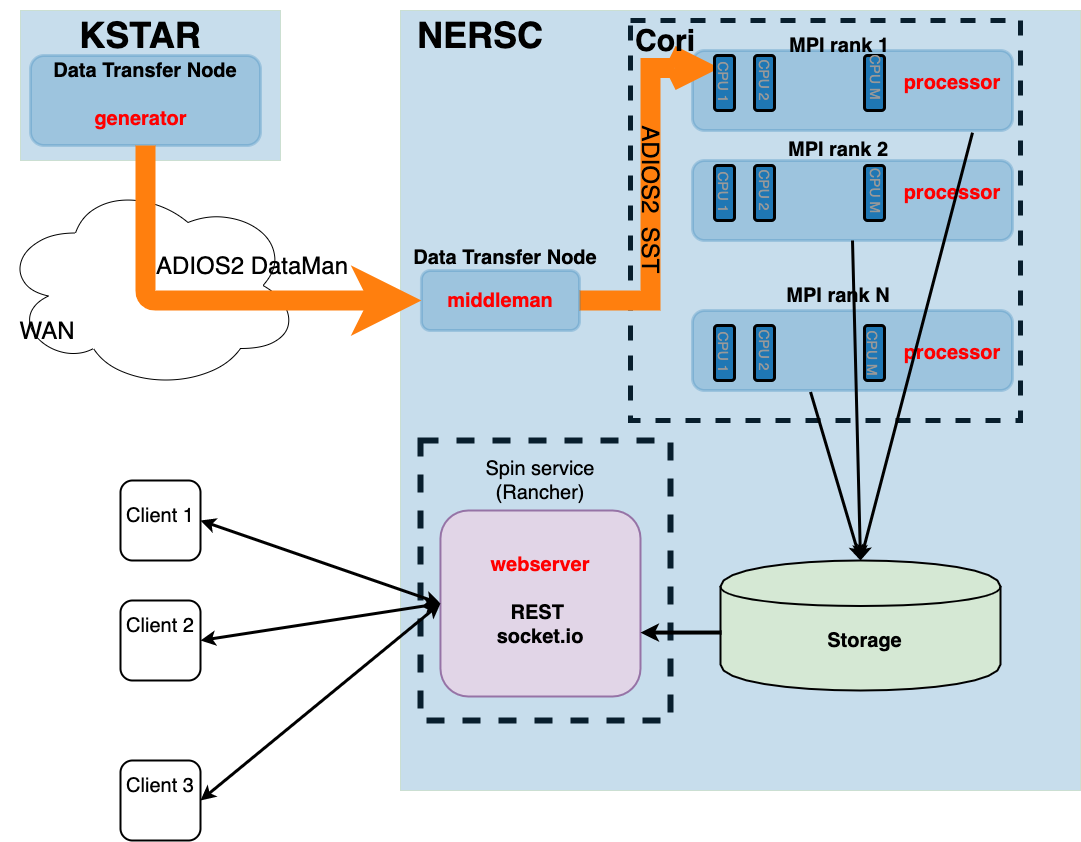 KSTAR
Data Transfer Node
generator
WAN
ADIOS2 DataMan
NERSC
Data Transfer Node
middleman
ADIOS2 SST
Cori
MPI rank 1
CPU 1
CPU 2
CPU M
processor
MPI rank 2
CPU 1
CPU 2
CPU M
processor
MPI rank N
CPU 1
CPU 2
CPU M
processor
Spin service
(Rancher)
webserver
REST
socket.io
Storage
Client 1
Client 2
Client 3